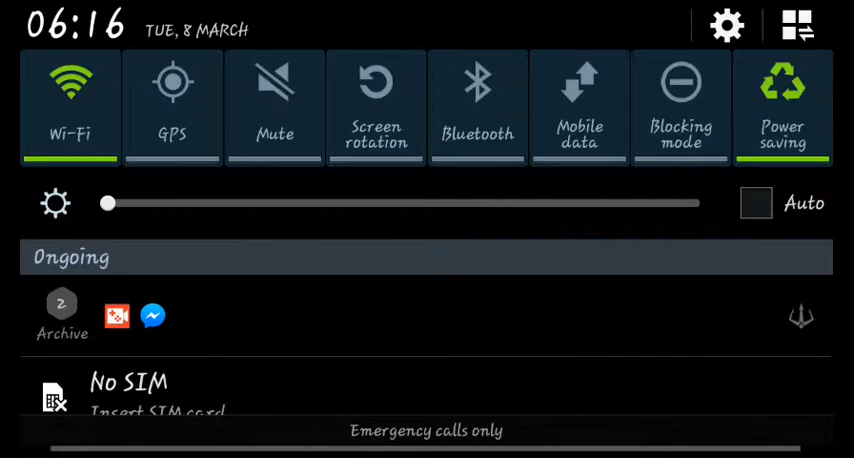 06:16 TUE, 8 MARCH
Wi-Fi
GPS
Mute
Screen
rotation
Bluetooth
Mobile
data
Blocking
mode
Power
saving
Auto
Ongoing
2
Archive
No SIM
Insert SIM card
Emergency calls only